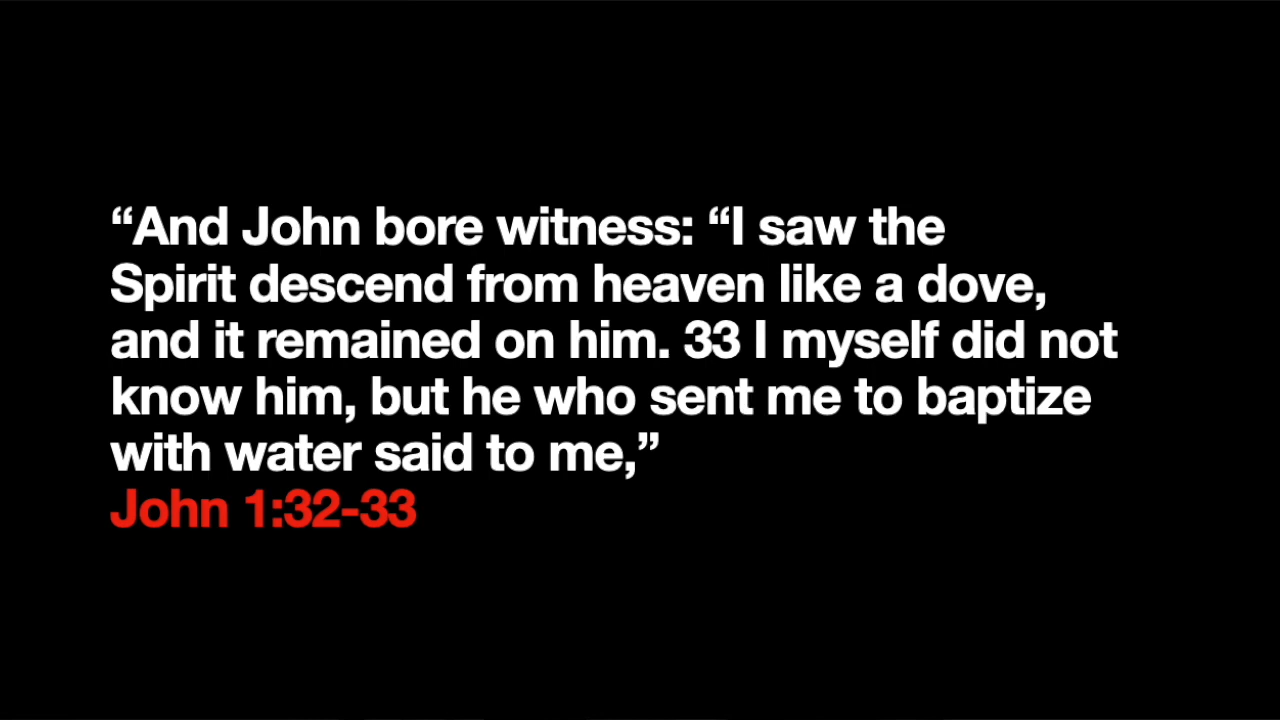 “And John bore witness: “I saw the
Spirit descend from heaven like a dove,
and it remained on him. 33 I myself did not
know him, but he who sent me to baptize
with water said to me,”
John 1:32-33